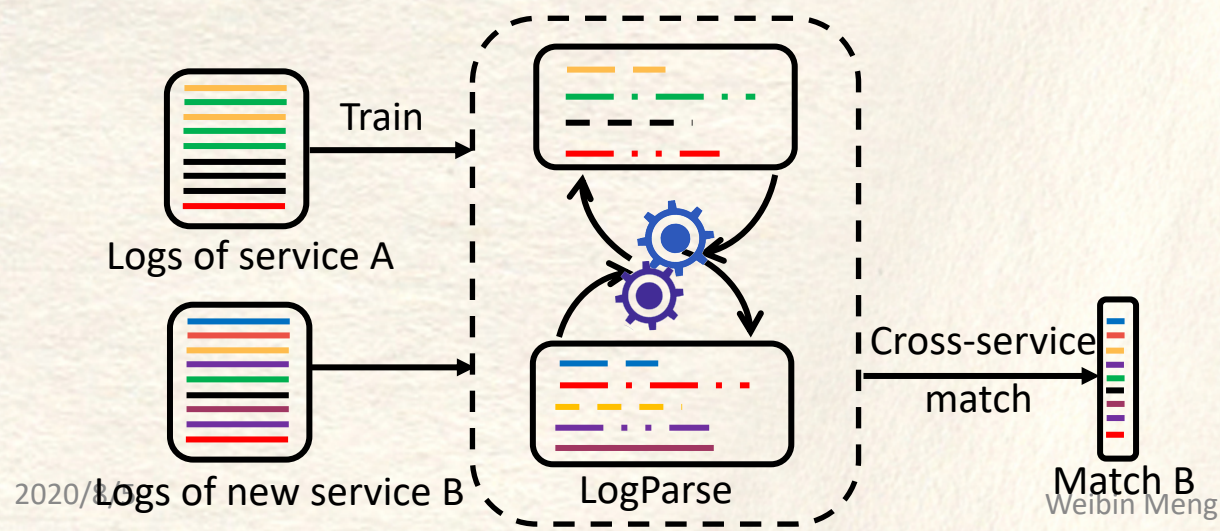 Train
Logs of service A
Cross-service
match
Logs of new service B
LogParse
Match B
2020/8/5
Weibin Meng